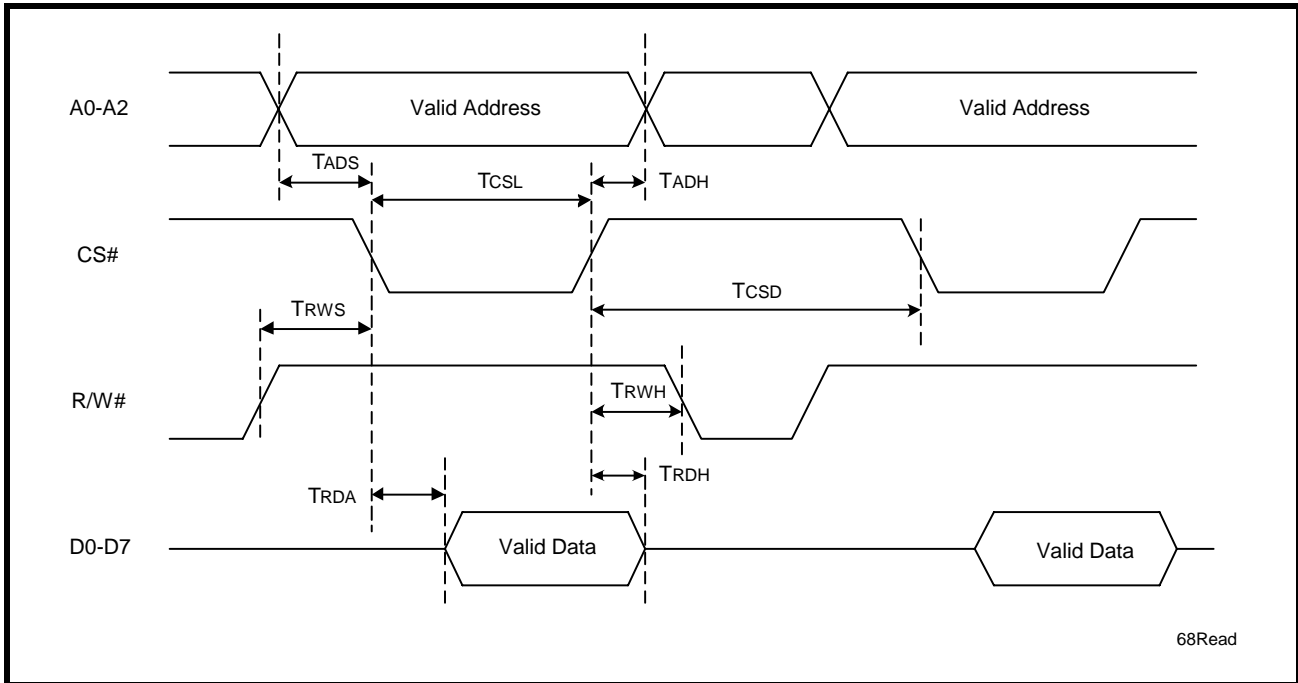 A0-A2
Valid Address
Valid Address
TADS
TCSL
TADH
CS#
TCSD
TRWS
R/W#
TRWH
TRDH
TRDA
D0-D7
Valid Data
Valid Data
68Read